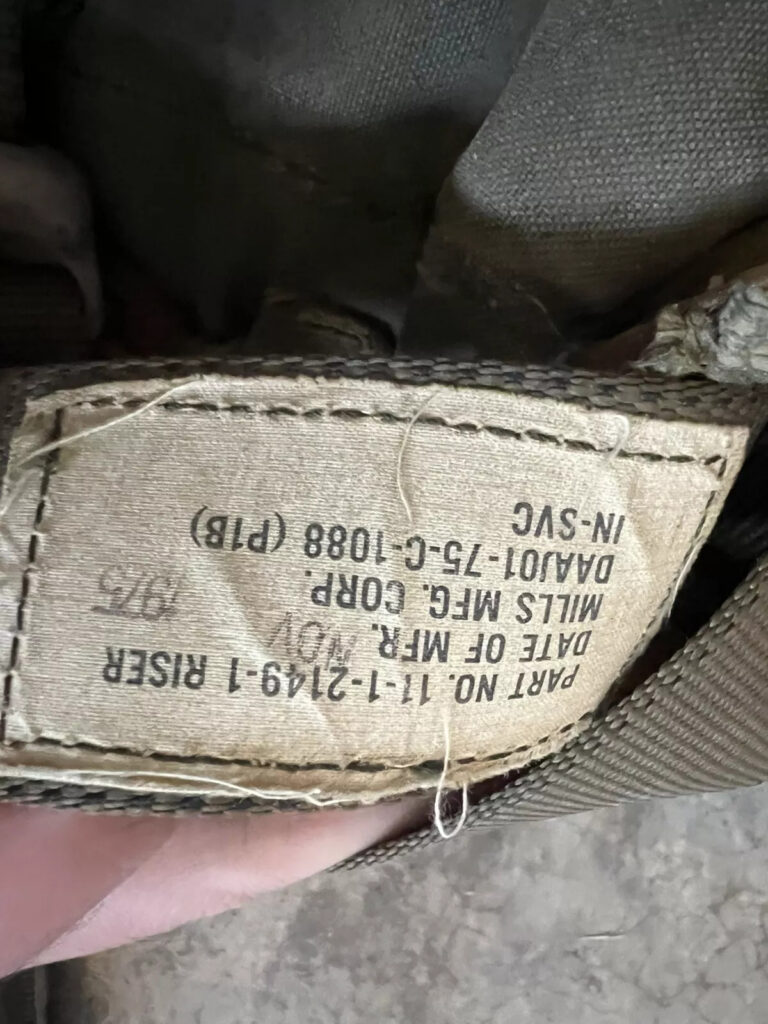 PART NO. 11-1-2149-1 RISER
DATE OF MFR. NOV 1975
MILLS MFG. CORP.
DAAJ01-75-C-1088 (P1B)
IN-SVC